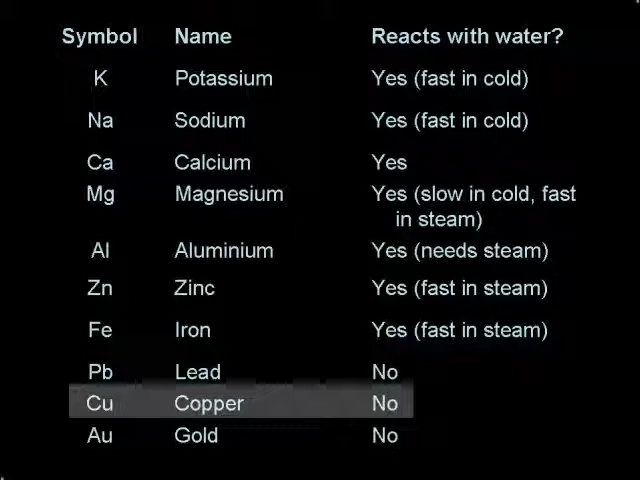 Symbol Name Reacts with water?
K Potassium Yes (fast in cold)
Na Sodium Yes (fast in cold)
Ca Calcium Yes
Mg Magnesium Yes (slow in cold, fast
in steam)
Al Aluminium Yes (needs steam)
Zn Zinc Yes (fast in steam)
Fe Iron Yes (fast in steam)
Pb Lead No
Cu Copper No
Au Gold No